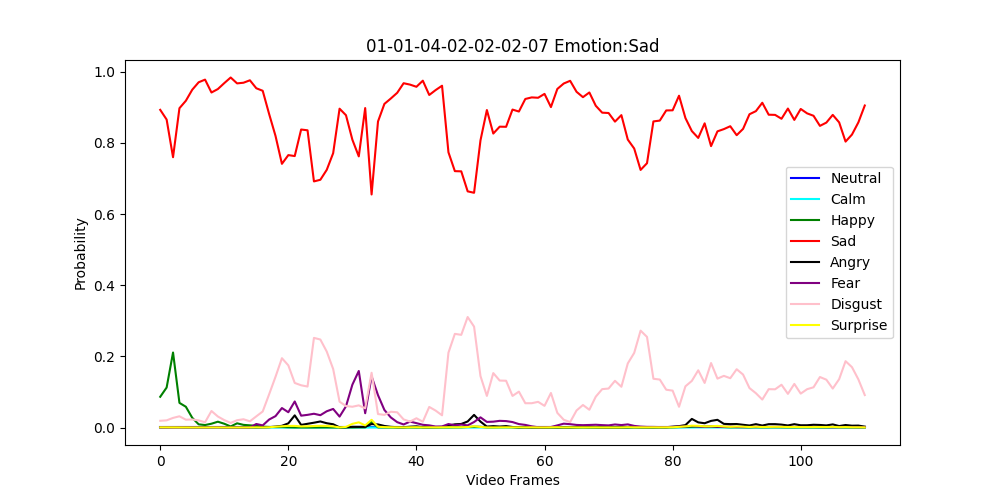 01-01-04-02-02-02-07 Emotion:Sad
Probability
1.0
0.8
0.6
0.4
0.2
0.0
Neutral
Calm
Happy
Sad
Angry
Fear
Disgust
Surprise
0 20 40 60 80 100
Video Frames